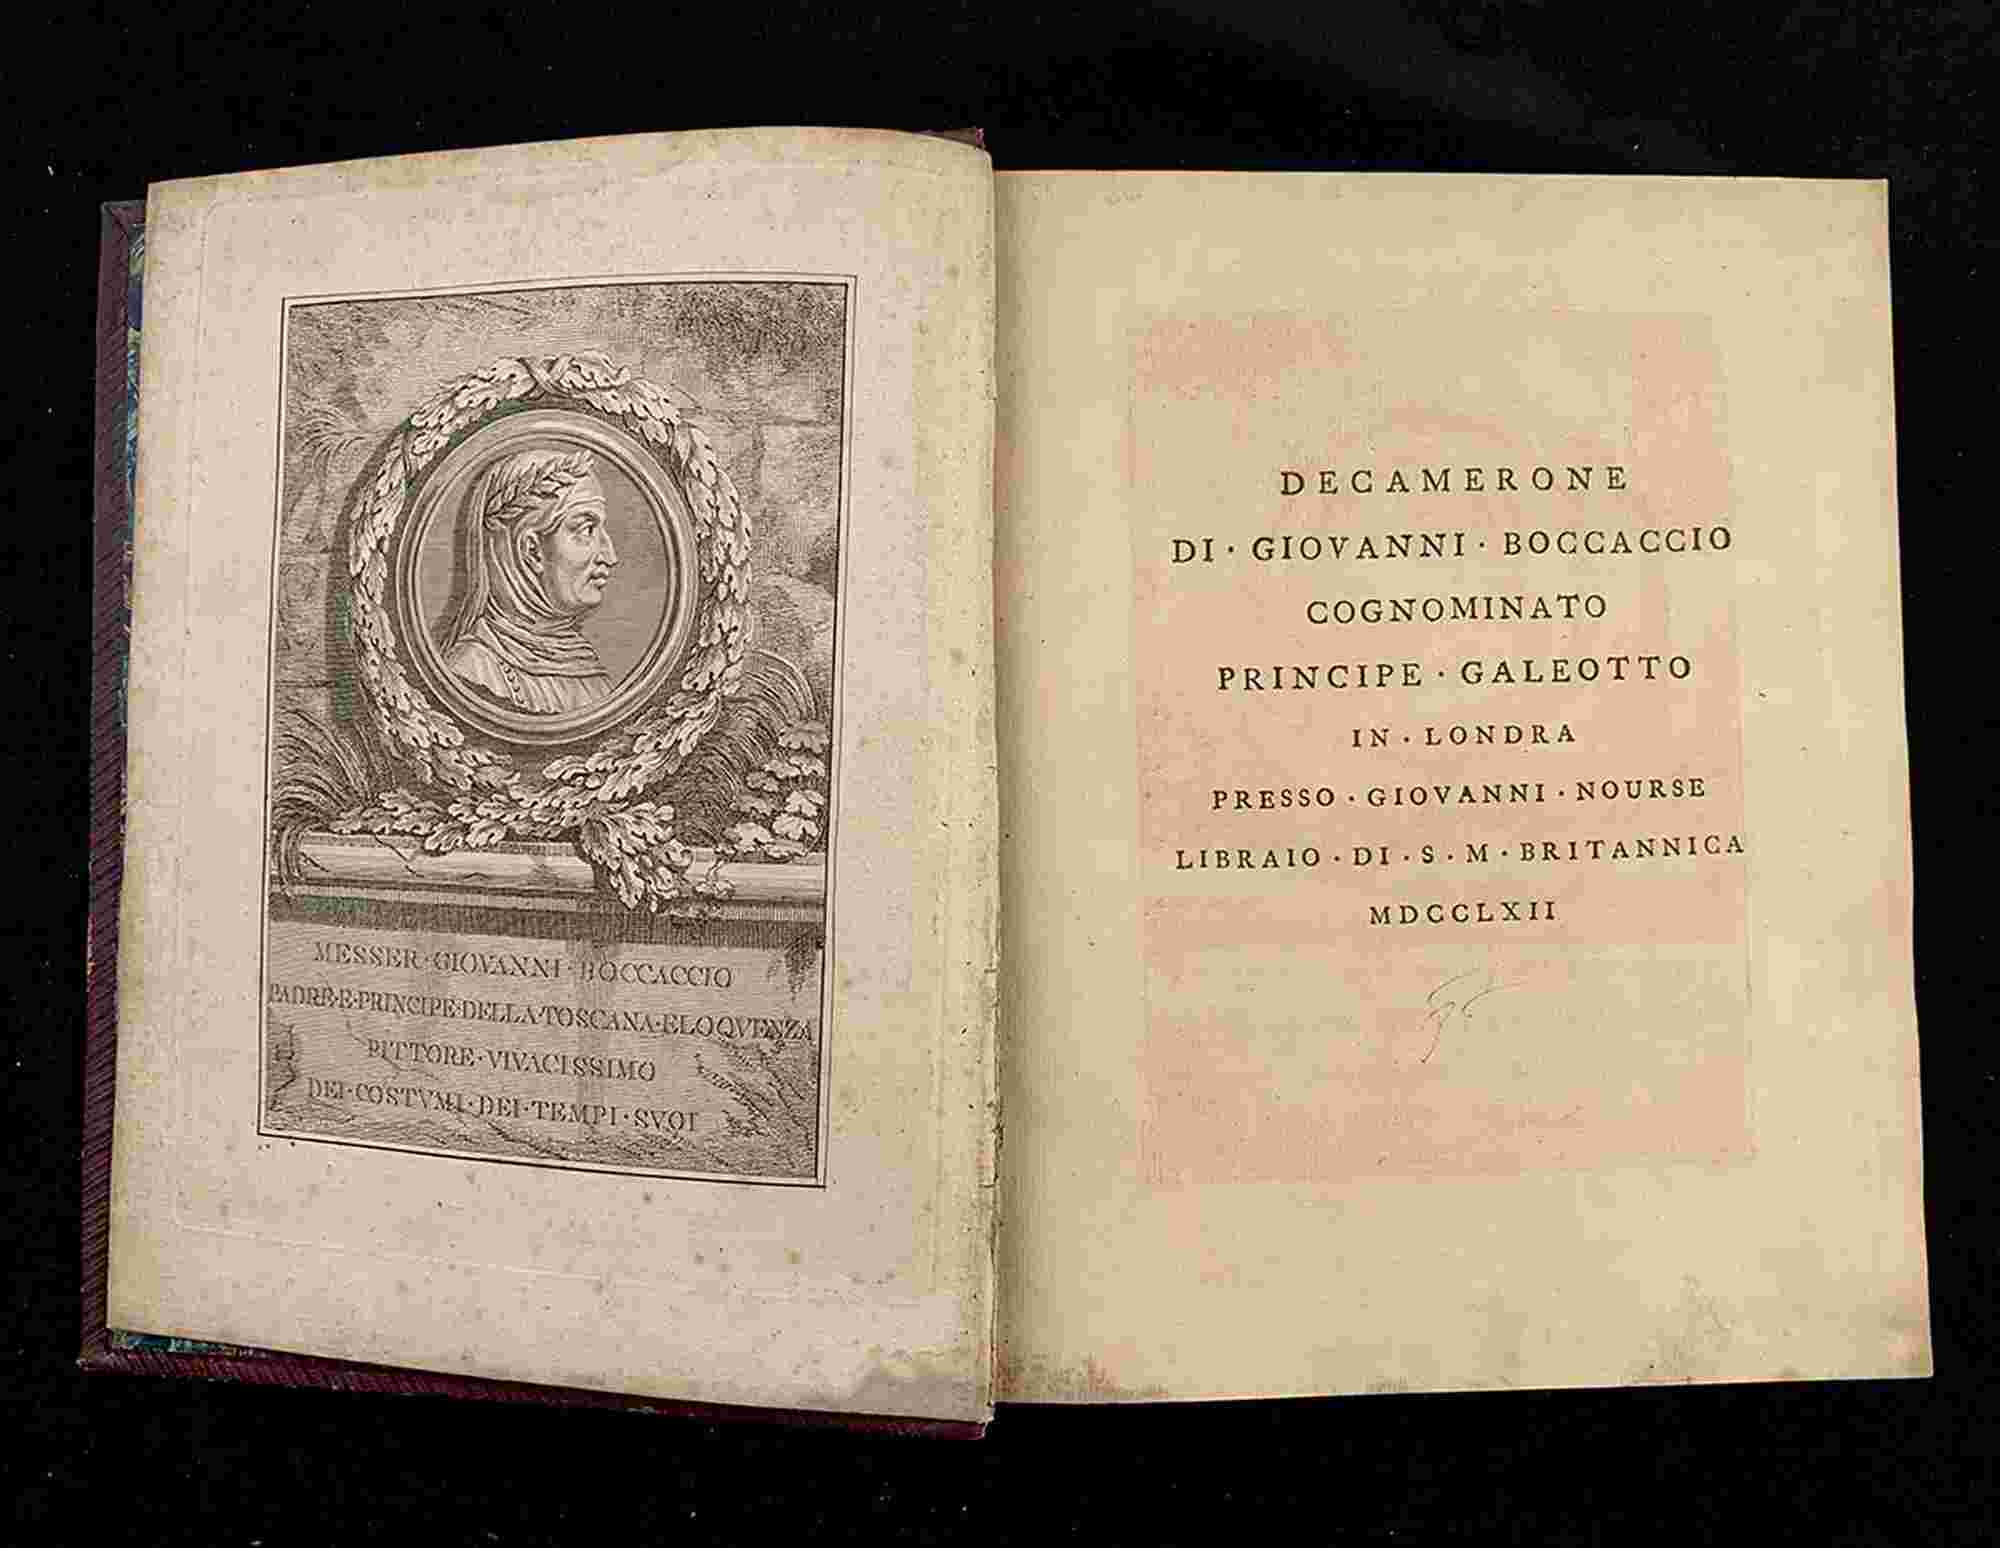 MESSER·GIOVANNI·BOCCACCIO
PADRE·E·PRINCIPE·DELLA·TOSCANA·ELOQVENZA
PITTORE·VIVACISSIMO
DEI·COSTVMI·DEI·TEMPI·SVOI
DECAMERONE
DI·GIOVANNI·BOCCACCIO
COGNOMINATO
PRINCIPE·GALEOTTO
IN·LONDRA
PRESSO·GIOVANNI·NOURSE
LIBRAIO·DI·S·M·BRITANNICA
MDCCLXII